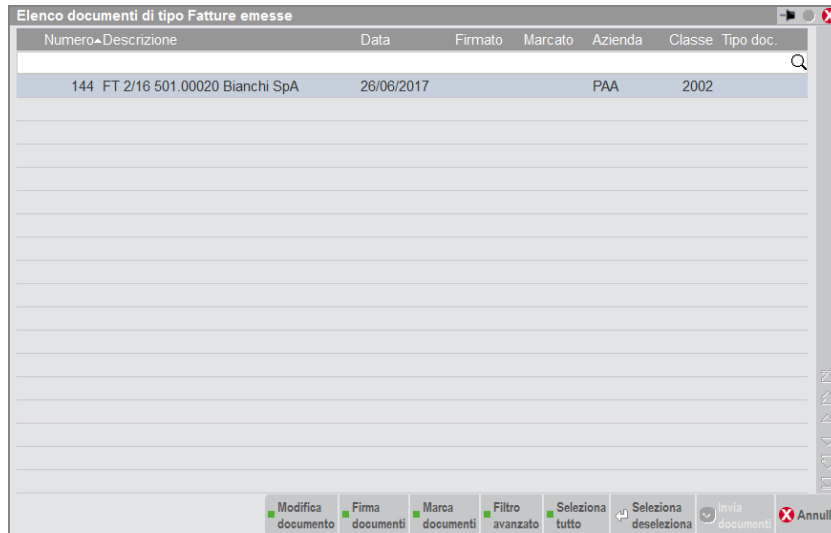 Elenco documenti di tipo Fatture emesse
Numero Descrizione Data Firmato Marcato Azienda Classe Tipo doc.
144 FT 2/16 501.00020 Bianchi SpA 26/06/2017 PAA 2002
Modifica documento Firma documenti Marca documenti Filtro avanzato Seleziona tutto Seleziona deseleziona Invia documenti Annull